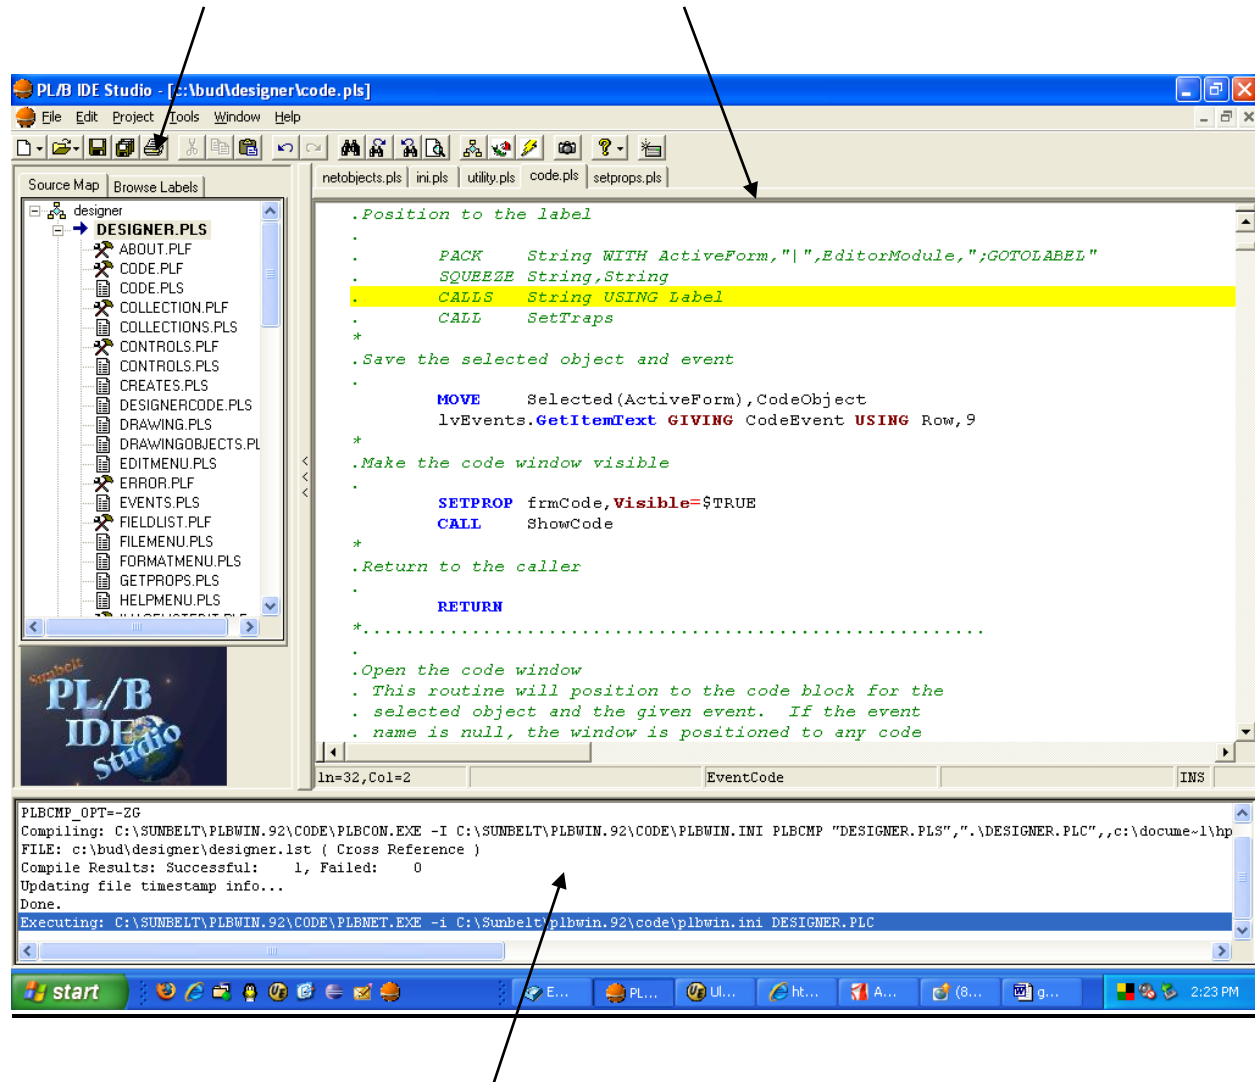 PL/B IDE Studio - [c:\bud\designer\code.pls]
File Edit Project Tools Window Help
Source Map Browse Labels
netobjects.pls ini.pls utility.pls code.pls setprops.pls
designer
DESIGNER.PLS
ABOUT.PLF
CODE.PLF
CODE.PLS
COLLECTION.PLF
COLLECTIONS.PLS
CONTROLS.PLF
CONTROLS.PLS
CREATES.PLS
DESIGNERCODE.PLS
DRAWING.PLS
DRAWINGOBJECTS.PL
EDITMENU.PLS
ERROR.PLF
EVENTS.PLS
FIELDLIST.PLF
FILEMENU.PLS
FORMATMENU.PLS
GETPROPS.PLS
HELPMENU.PLS
Sunbelt
PL/B
IDE
Studio
.Position to the label
.
. PACK String WITH ActiveForm,"|",EditorModule,";GOTOLABEL"
. SQUEEZE String,String
. CALLS String USING Label
. CALL SetTraps
*
.Save the selected object and event
.
MOVE Selected(ActiveForm),CodeObject
lvEvents.GetItemText GIVING CodeEvent USING Row,9
*
.Make the code window visible
.
SETPROP frmCode,Visible=$TRUE
CALL ShowCode
*
.Return to the caller
.
RETURN
*..........................................................
.
.Open the code window
. This routine will position to the code block for the
. selected object and the given event. If the event
. name is null, the window is positioned to any code
ln=32,Col=2 EventCode INS
PLBCMP_OPT=-ZG
Compiling: C:\SUNBELT\PLBWIN.92\CODE\PLBCON.EXE -I C:\SUNBELT\PLBWIN.92\CODE\PLBWIN.INI PLBCMP "DESIGNER.PLS",".\DESIGNER.PLC",,c:\docume~1\hp
FILE: c:\bud\designer\designer.lst ( Cross Reference )
Compile Results: Successful: 1, Failed: 0
Updating file timestamp info...
Done.
Executing: C:\SUNBELT\PLBWIN.92\CODE\PLBNET.EXE -i C:\Sunbelt\plbwin.92\code\plbwin.ini DESIGNER.PLC
start E... PL... Ul... ht... A... (8... g... 2:23 PM